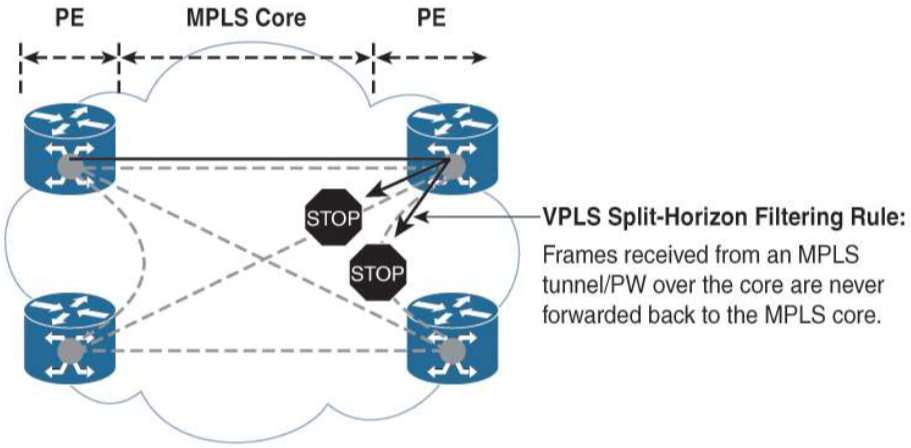 PE
MPLS Core
PE
STOP
STOP
VPLS Split-Horizon Filtering Rule:
Frames received from an MPLS
tunnel/PW over the core are never
forwarded back to the MPLS core.